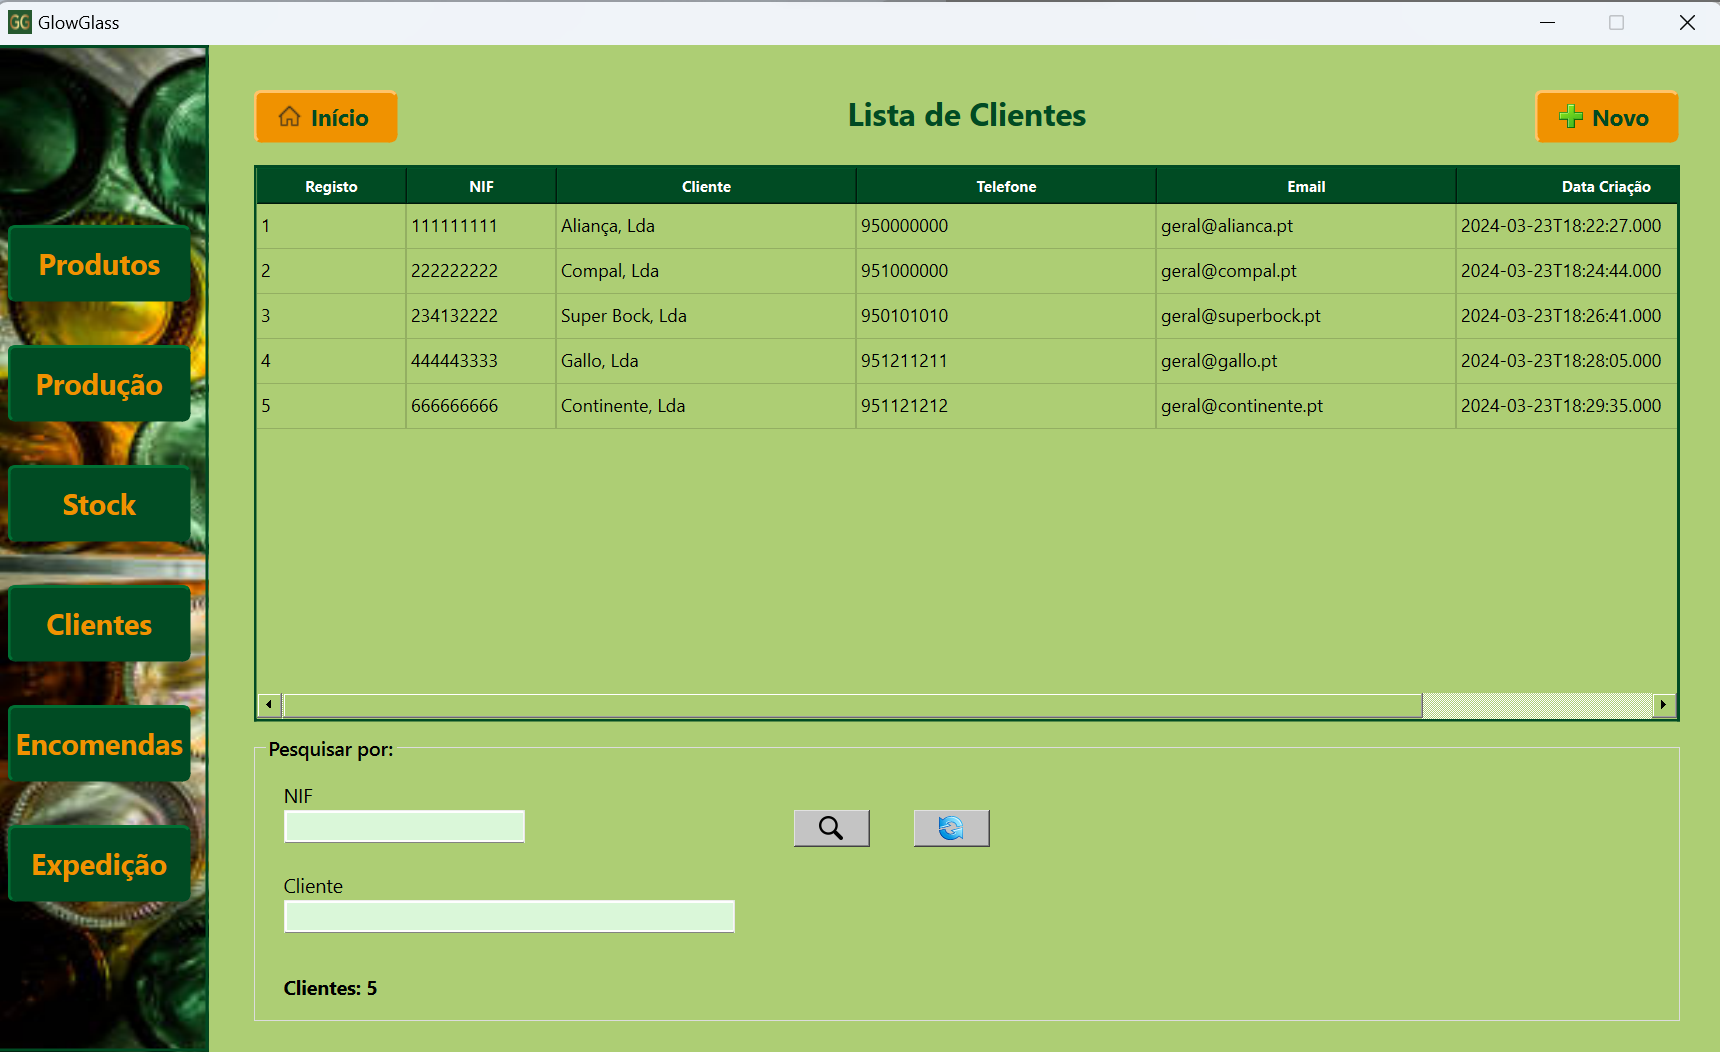 GG GlowGlass
Início
Lista de Clientes
Novo
Registo NIF Cliente Telefone Email Data Criação
1 111111111 Aliança, Lda 950000000 geral@alianca.pt 2024-03-23T18:22:27.000
2 222222222 Compal, Lda 951000000 geral@compal.pt 2024-03-23T18:24:44.000
3 234132222 Super Bock, Lda 950101010 geral@superbock.pt 2024-03-23T18:26:41.000
4 444443333 Gallo, Lda 951211211 geral@gallo.pt 2024-03-23T18:28:05.000
5 666666666 Continente, Lda 951121212 geral@continente.pt 2024-03-23T18:29:35.000
Produtos
Produção
Stock
Clientes
Encomendas
Expedição
Pesquisar por:
NIF
Cliente
Clientes: 5